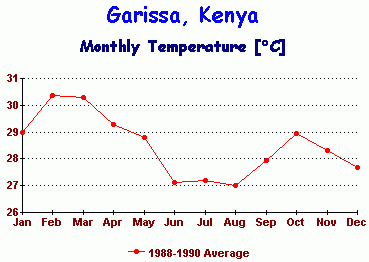 Garissa, Kenya
Monthly Temperature [°C]
31
30
29
28
27
26
Jan Feb Mar Apr May Jun Jul Aug Sep Oct Nov Dec
1988-1990 Average